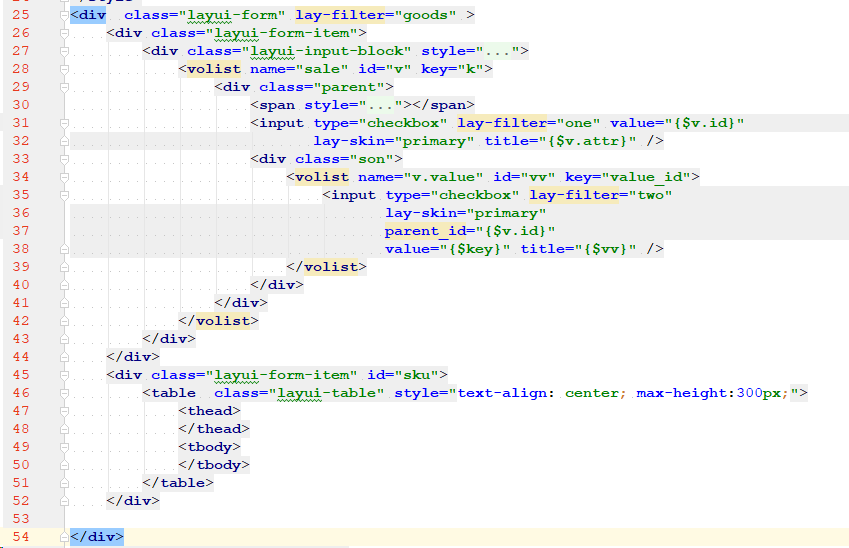 25 <div  class="layui-form" lay-filter="goods" >
26 <div class="layui-form-item">
27 <div class="layui-input-block" style="...">
28 <volist name="sale" id="v" key="k">
29 <div class="parent">
30 <span style="..."></span>
31 <input type="checkbox" lay-filter="one" value="{$v.id}"
32 lay-skin="primary" title="{$v.attr}" />
33 <div class="son">
34 <volist name="v.value" id="vv" key="value_id">
35 <input type="checkbox" lay-filter="two"
36 lay-skin="primary"
37 parent_id="{$v.id}"
38 value="{$key}" title="{$vv}" />
39 </volist>
40 </div>
41 </div>
42 </volist>
43 </div>
44 </div>
45 <div class="layui-form-item" id="sku">
46 <table  class="layui-table" style="text-align: center; max-height:300px;">
47 <thead>
48 </thead>
49 <tbody>
50 </tbody>
51 </table>
52 </div>
53
54 </div>